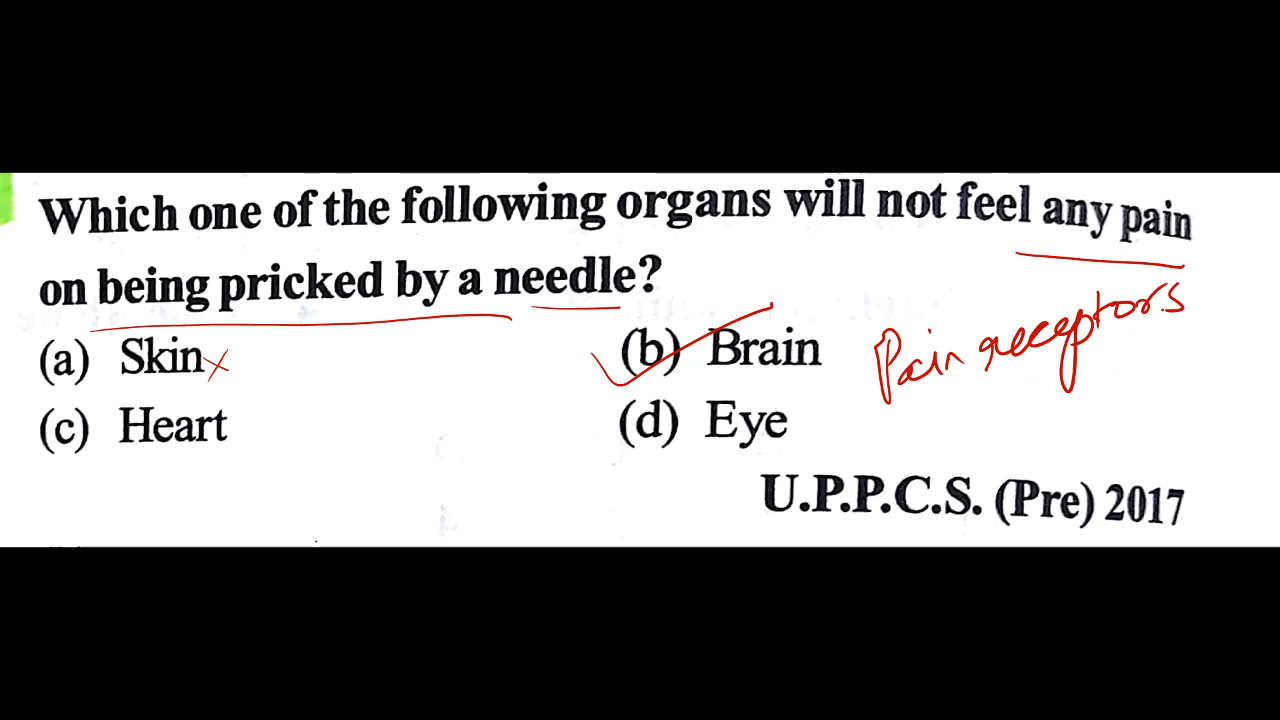 Which one of the following organs will not feel any pain
on being pricked by a needle?
(a) Skin (b) Brain Pain receptors
(c) Heart (d) Eye
U.P.P.C.S. (Pre) 2017